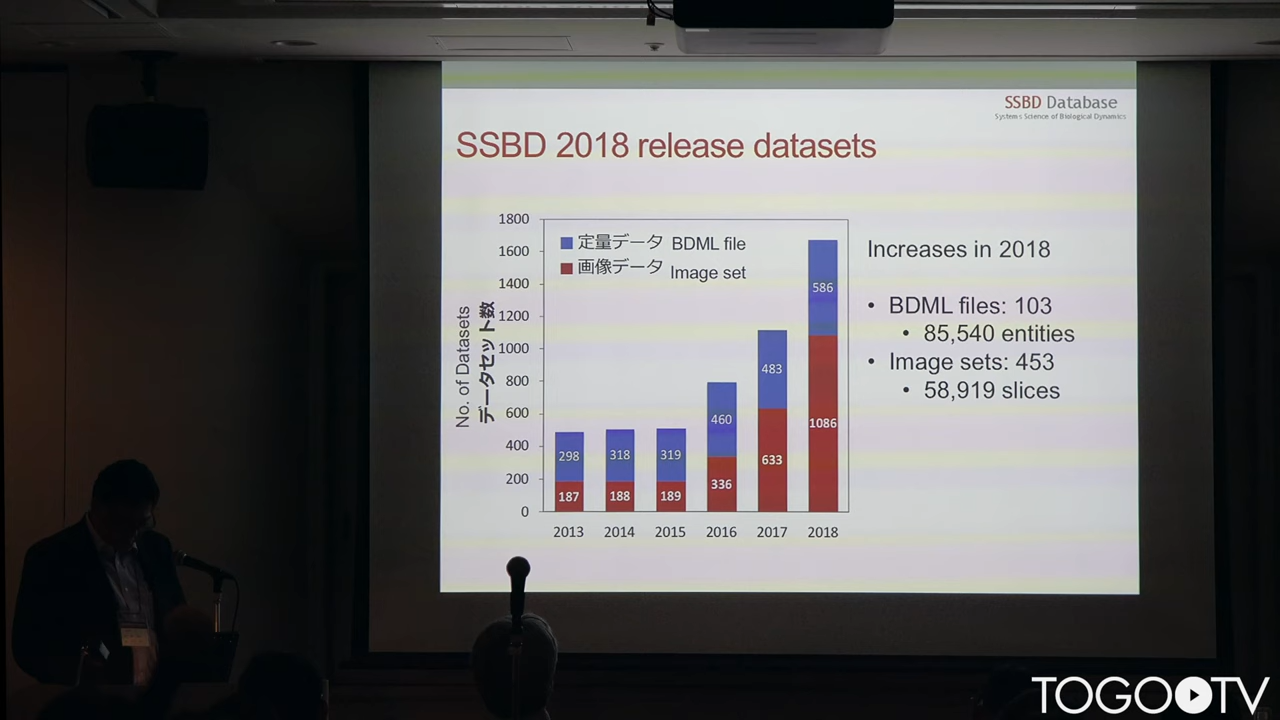 SSBD Database
Systems Science of Biological Dynamics
SSBD 2018 release datasets
No. of Datasets
データセット数
1800
1600
1400
1200
1000
800
600
400
200
0
定量データ BDML file
画像データ Image set
298
318
319
460
483
586
187
188
189
336
633
1086
2013 2014 2015 2016 2017 2018
Increases in 2018
• BDML files: 103
• 85,540 entities
• Image sets: 453
• 58,919 slices
TOGOTV